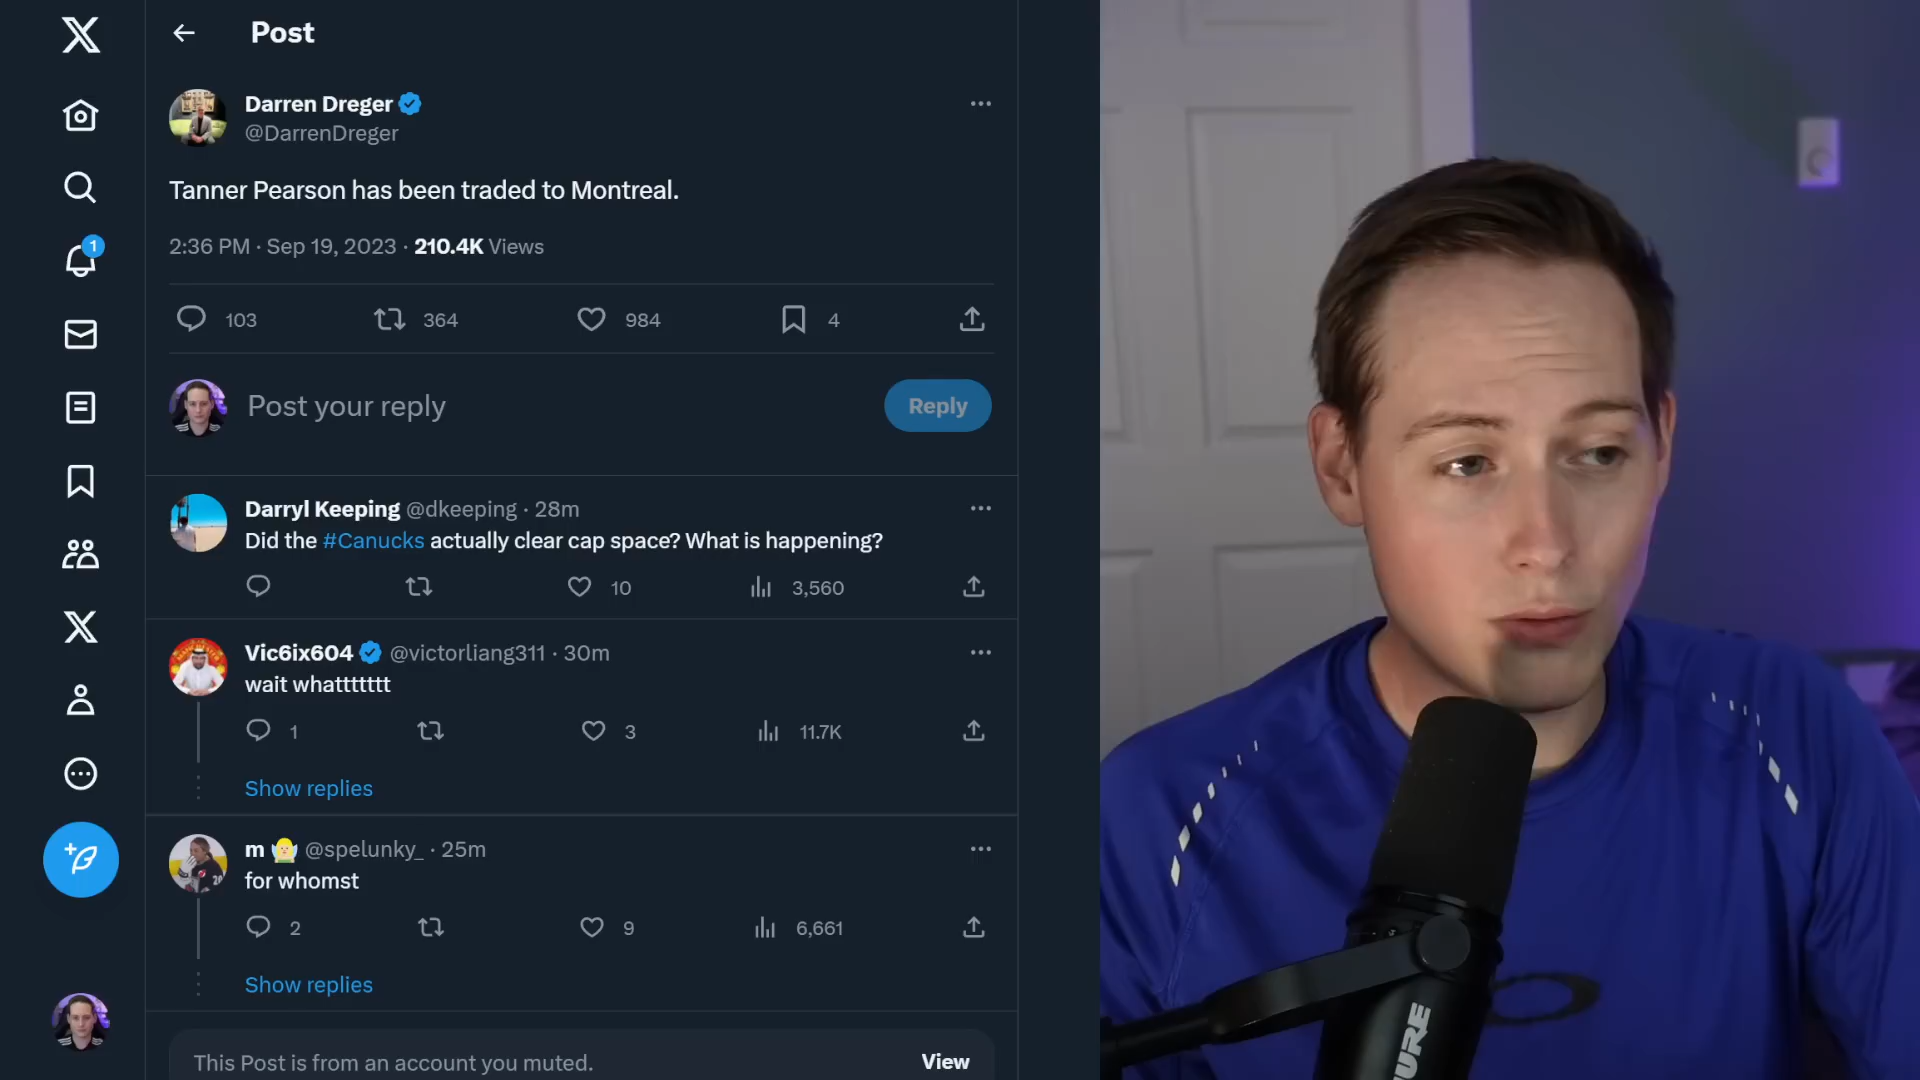 Post
Darren Dreger
@DarrenDreger
Tanner Pearson has been traded to Montreal.
2:36 PM · Sep 19, 2023 · 210.4K Views
103 364 984 4
Post your reply
Reply
Darryl Keeping @dkeeping · 28m
Did the #Canucks actually clear cap space? What is happening?
10 3,560
Vic6ix604 @victorliang311 · 30m
wait whattttttt
1 3 11.7K
Show replies
m @spelunky_ · 25m
for whomst
2 9 6,661
Show replies
This Post is from an account you muted.
View
1
SHURE